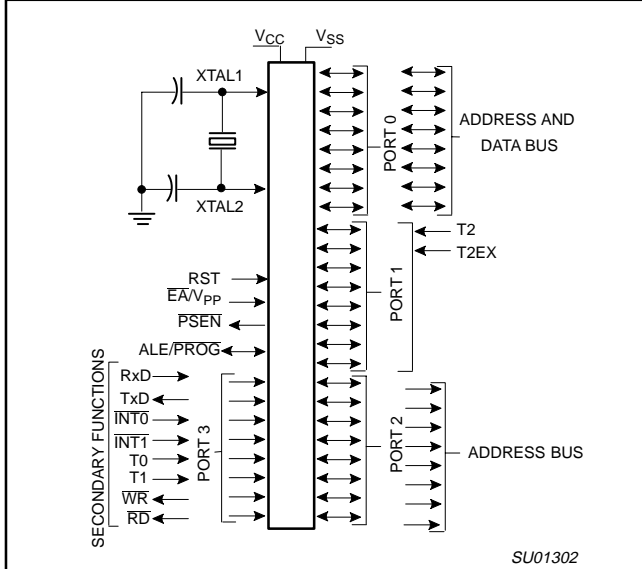 VCC
VSS
XTAL1
XTAL2
PORT 0
ADDRESS AND
DATA BUS
T2
T2EX
PORT 1
RST
EA/VPP
PSEN
ALE/PROG
SECONDARY FUNCTIONS
RxD
TxD
INT0
INT1
T0
T1
WR
RD
PORT 3
PORT 2
ADDRESS BUS
SU01302